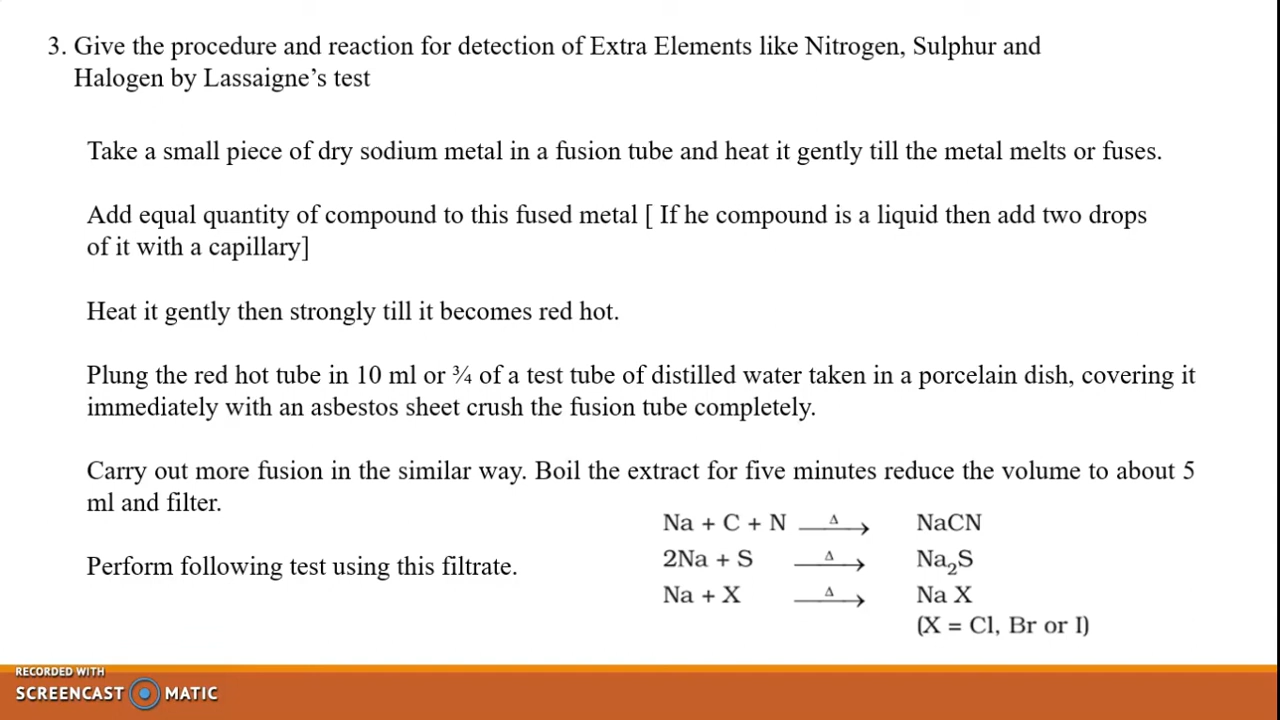 3. Give the procedure and reaction for detection of Extra Elements like Nitrogen, Sulphur and
Halogen by Lassaigne’s test
Take a small piece of dry sodium metal in a fusion tube and heat it gently till the metal melts or fuses.
Add equal quantity of compound to this fused metal [ If he compound is a liquid then add two drops
of it with a capillary]
Heat it gently then strongly till it becomes red hot.
Plung the red hot tube in 10 ml or ¾ of a test tube of distilled water taken in a porcelain dish, covering it
immediately with an asbestos sheet crush the fusion tube completely.
Carry out more fusion in the similar way. Boil the extract for five minutes reduce the volume to about 5
ml and filter.
Na + C + N —Δ→ NaCN
2Na + S —Δ→ Na₂S
Perform following test using this filtrate.
Na + X —Δ→ Na X
(X = Cl, Br or I)
RECORDED WITH
SCREENCAST MATIC